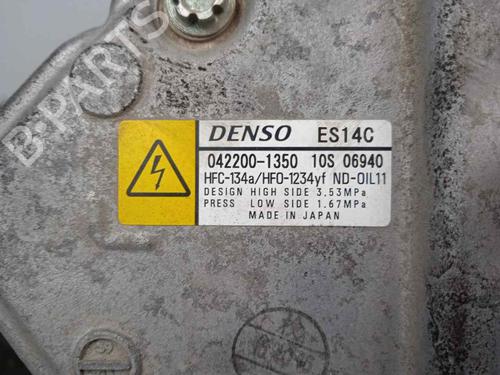 B-PARTS
DENSO ES14C
042200-1350 10S 06940
HFC-134a/HFO-1234yf ND-OIL11
DESIGN HIGH SIDE 3.53MPa
PRESS LOW SIDE 1.67MPa
MADE IN JAPAN